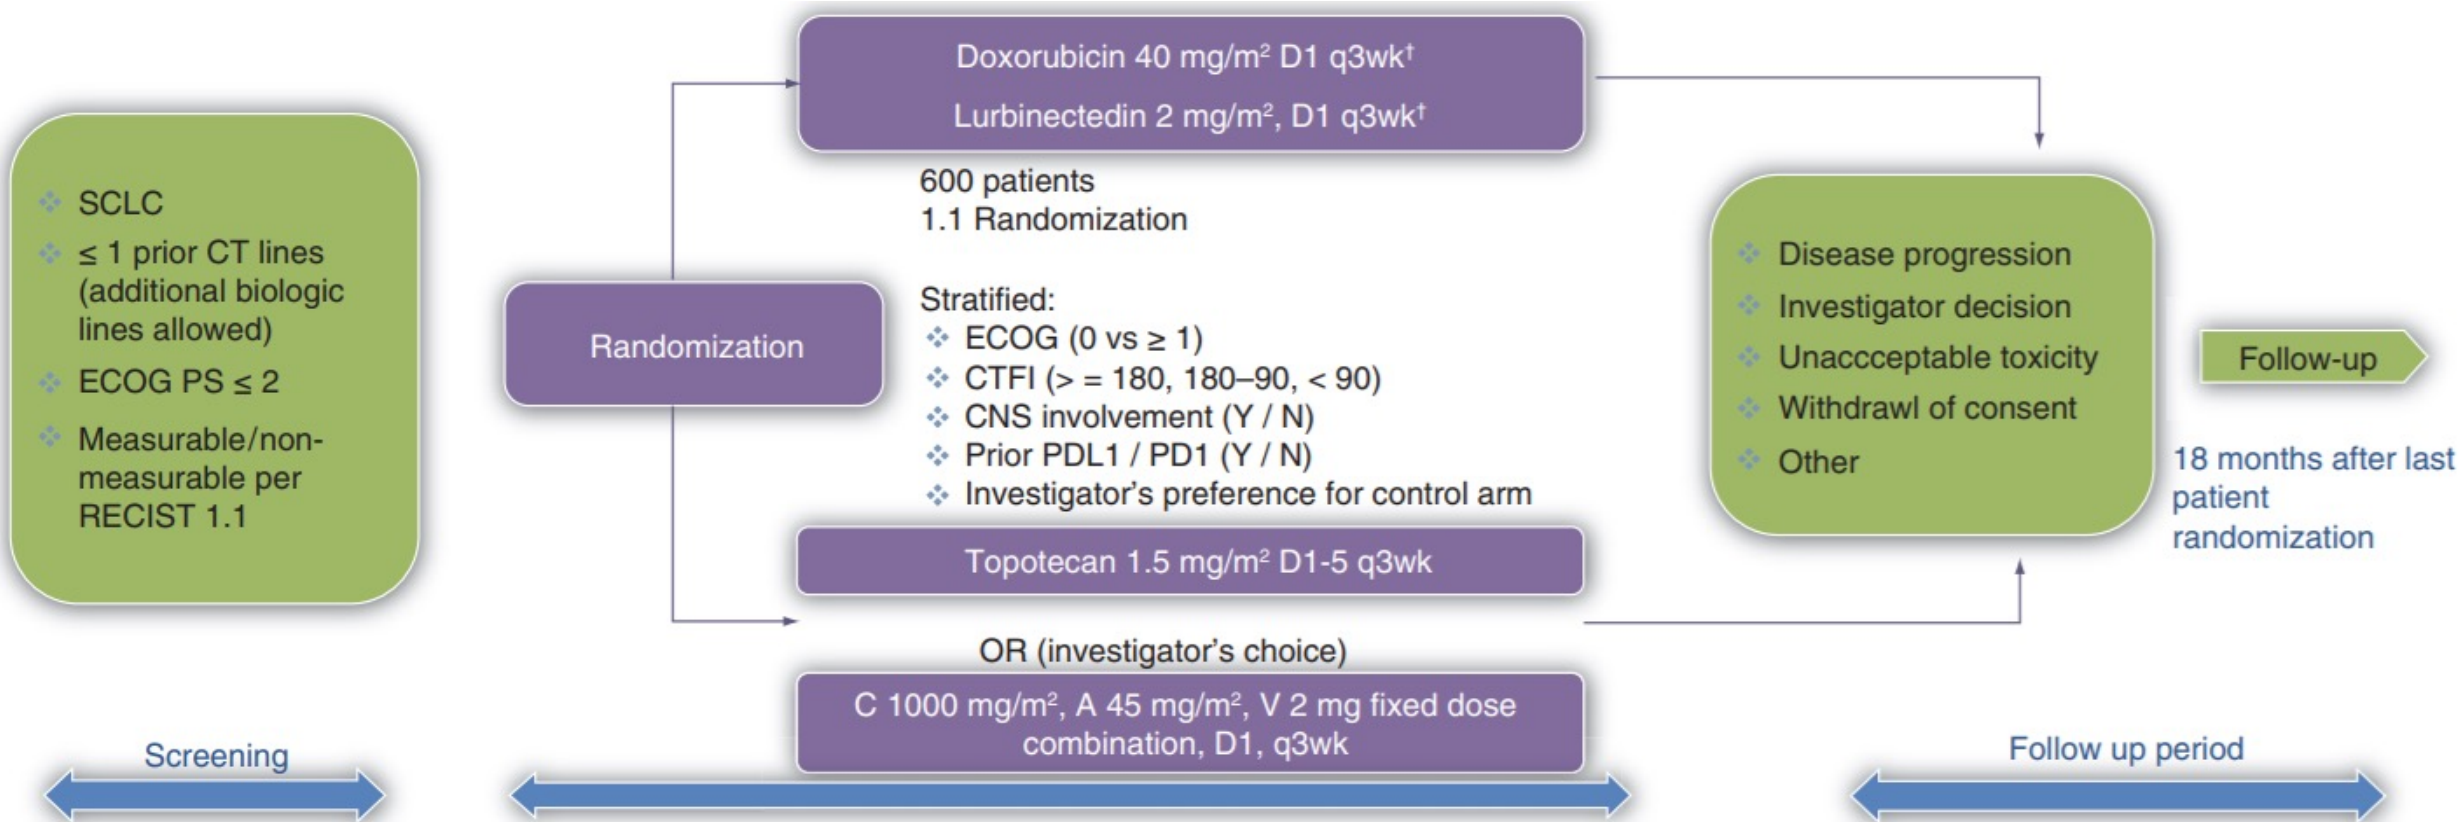 SCLC
≤ 1 prior CT lines
(additional biologic
lines allowed)
ECOG PS ≤ 2
Measurable/non-
measurable per
RECIST 1.1
Screening
Randomization
Doxorubicin 40 mg/m² D1 q3wk†
Lurbinectedin 2 mg/m², D1 q3wk†
600 patients
1.1 Randomization
Stratified:
ECOG (0 vs ≥ 1)
CTFI (> = 180, 180–90, < 90)
CNS involvement (Y / N)
Prior PDL1 / PD1 (Y / N)
Investigator’s preference for control arm
Topotecan 1.5 mg/m² D1-5 q3wk
OR (investigator’s choice)
C 1000 mg/m², A 45 mg/m², V 2 mg fixed dose
combination, D1, q3wk
Disease progression
Investigator decision
Unaccceptable toxicity
Withdrawl of consent
Other
Follow-up
18 months after last
patient
randomization
Follow up period